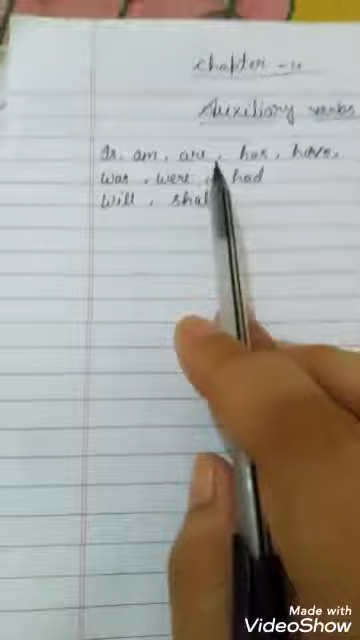 Chapter - 4
Auxiliary verbs
Is, am, are, has, have,
was, were, had
Will, shal
Made with
VideoShow